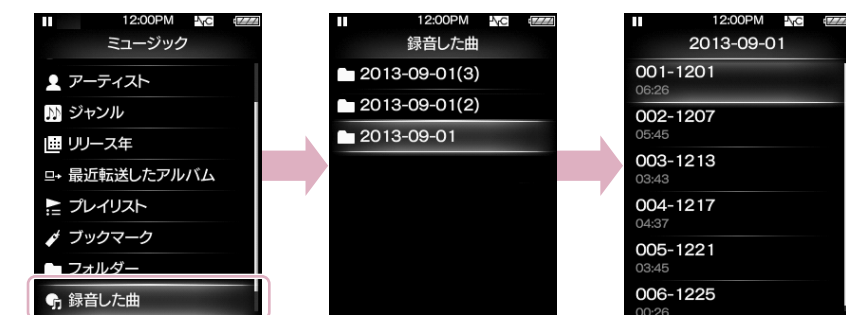 12:00PM
ミュージック
アーティスト
ジャンル
リリース年
最近転送したアルバム
プレイリスト
ブックマーク
フォルダー
録音した曲
12:00PM
録音した曲
2013-09-01(3)
2013-09-01(2)
2013-09-01
12:00PM
2013-09-01
001-1201
06:26
002-1207
05:45
003-1213
03:43
004-1217
04:37
005-1221
03:45
006-1225
00:26